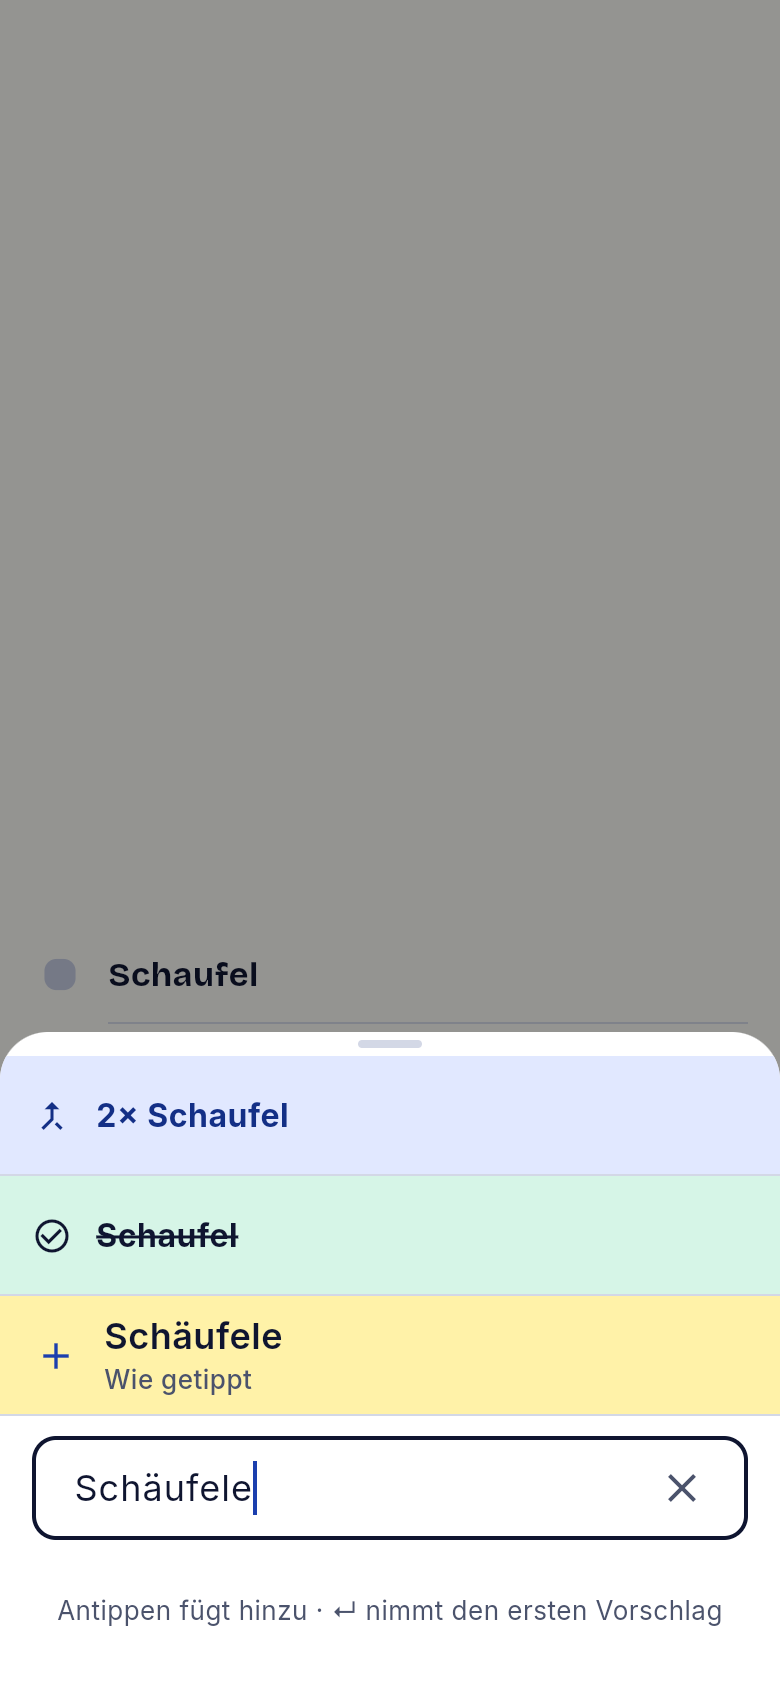 Schaufel
2× Schaufel
Schaufel
Schäufele
Wie getippt
Schäufele
Antippen fügt hinzu · ↵ nimmt den ersten Vorschlag